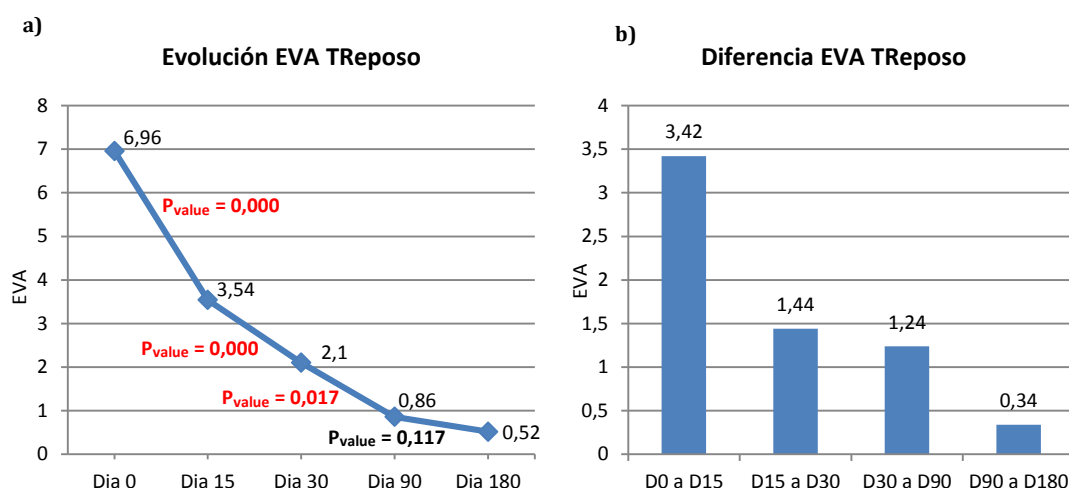 a)
Evolución EVA TReposo
8
7
6
5
4
3
2
1
0
EVA
6,96
3,54
2,1
0,86
0,52
Pvalue = 0,000
Pvalue = 0,000
Pvalue = 0,017
Pvalue = 0,117
Dia 0 Dia 15 Dia 30 Dia 90 Dia 180
b)
Diferencia EVA TReposo
4
3,5
3
2,5
2
1,5
1
0,5
0
EVA
3,42
1,44
1,24
0,34
D0 a D15 D15 a D30 D30 a D90 D90 a D180